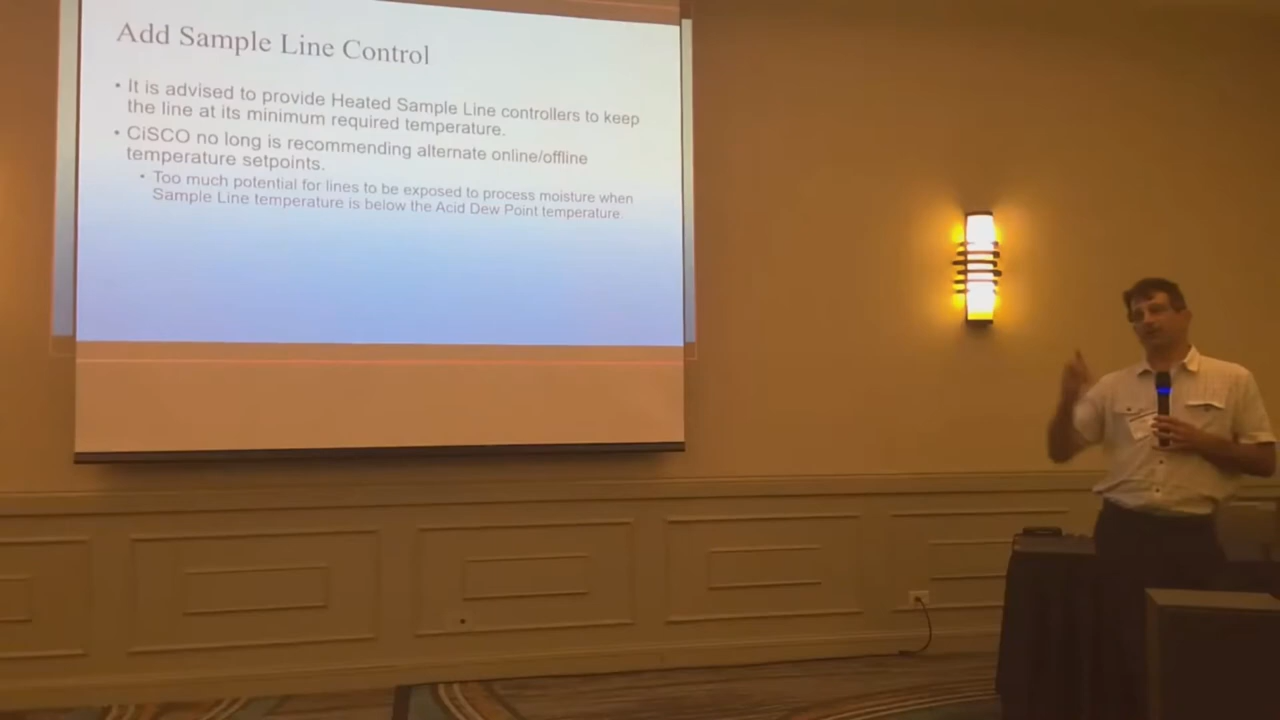 Add Sample Line Control
• It is advised to provide Heated Sample Line controllers to keep
the line at its minimum required temperature.
• CiSCO no long is recommending alternate online/offline
temperature setpoints.
• Too much potential for lines to be exposed to process moisture when
Sample Line temperature is below the Acid Dew Point temperature.